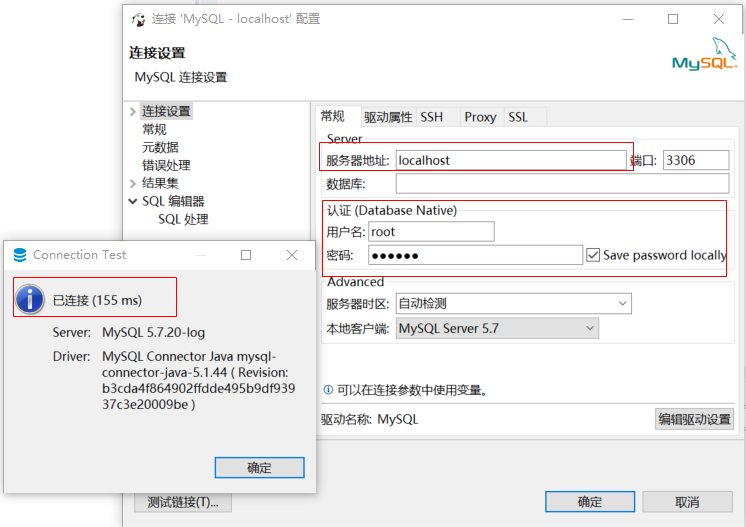 连接 'MySQL - localhost' 配置
连接设置
MySQL 连接设置
MySQL
连接设置
常规
元数据
错误处理
结果集
SQL 编辑器
SQL 处理
常规 驱动属性 SSH Proxy SSL
Server
服务器地址: localhost 端口: 3306
数据库:
认证 (Database Native)
用户名: root
密码: ●●●●●● Save password locally
Advanced
服务器时区: 自动检测
本地客户端: MySQL Server 5.7
可以在连接参数中使用变量。
驱动名称: MySQL 编辑驱动设置
测试链接(T)... 确定 取消
Connection Test
已连接 (155 ms)
Server: MySQL 5.7.20-log
Driver: MySQL Connector Java mysql-
connector-java-5.1.44 ( Revision:
b3cda4f864902ffdde495b9df939
37c3e20009be )
确定